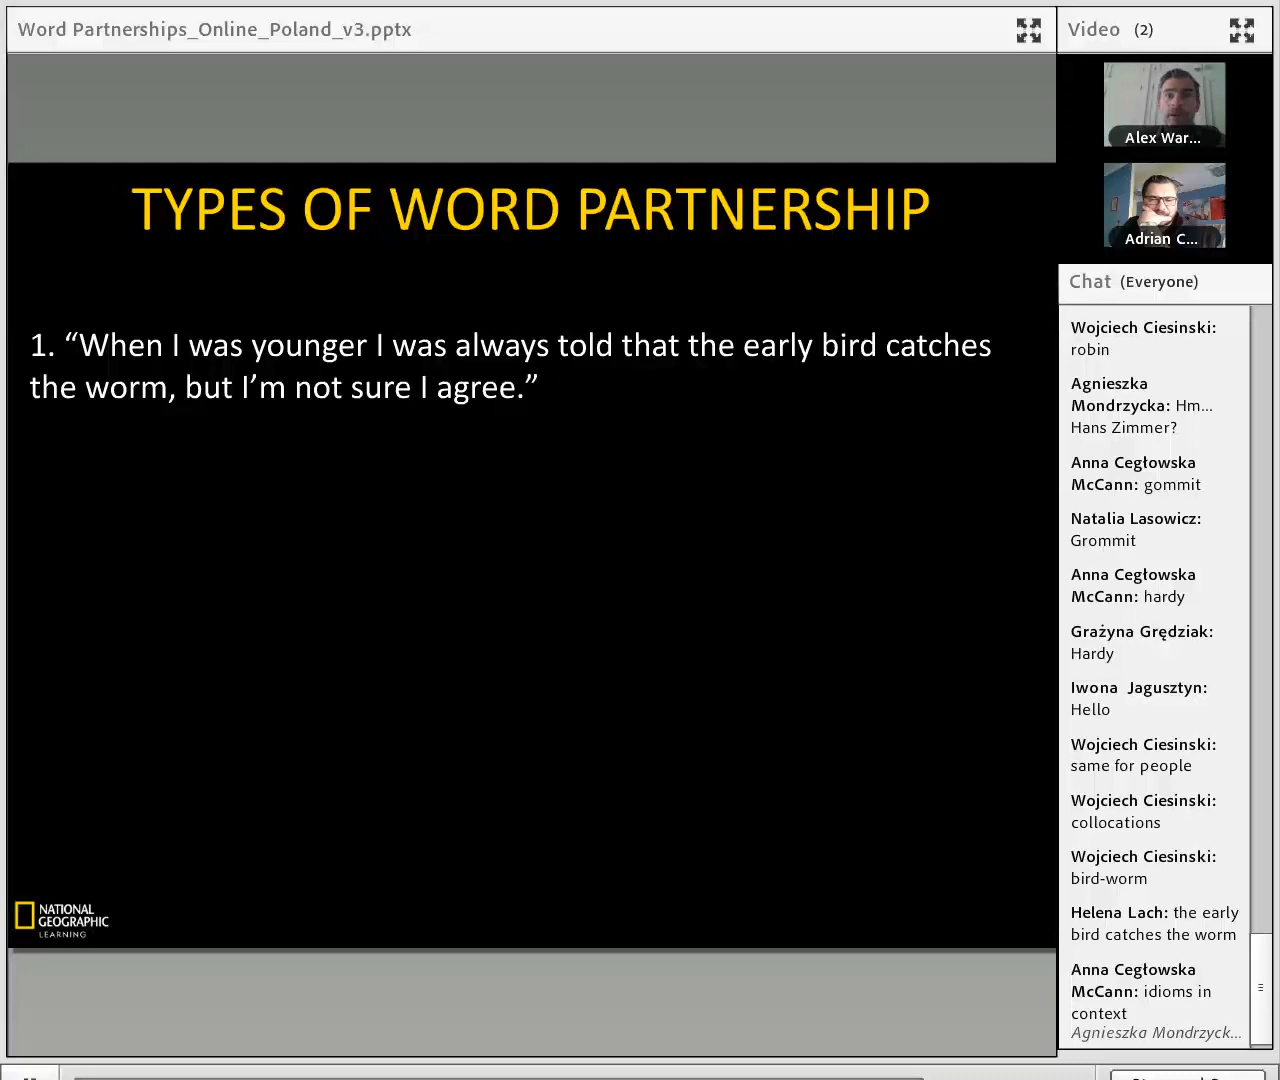 Word Partnerships_Online_Poland_v3.pptx
Video (2)
Alex War...
Adrian C...
TYPES OF WORD PARTNERSHIP
1. “When I was younger I was always told that the early bird catches
the worm, but I’m not sure I agree.”
NATIONAL
GEOGRAPHIC
LEARNING
Chat (Everyone)
Wojciech Ciesinski:
robin
Agnieszka
Mondrzycka: Hm...
Hans Zimmer?
Anna Cegłowska
McCann: gommit
Natalia Lasowicz:
Grommit
Anna Cegłowska
McCann: hardy
Grażyna Grędziak:
Hardy
Iwona Jagusztyn:
Hello
Wojciech Ciesinski:
same for people
Wojciech Ciesinski:
collocations
Wojciech Ciesinski:
bird-worm
Helena Lach: the early
bird catches the worm
Anna Cegłowska
McCann: idioms in
context
Agnieszka Mondrzyck...